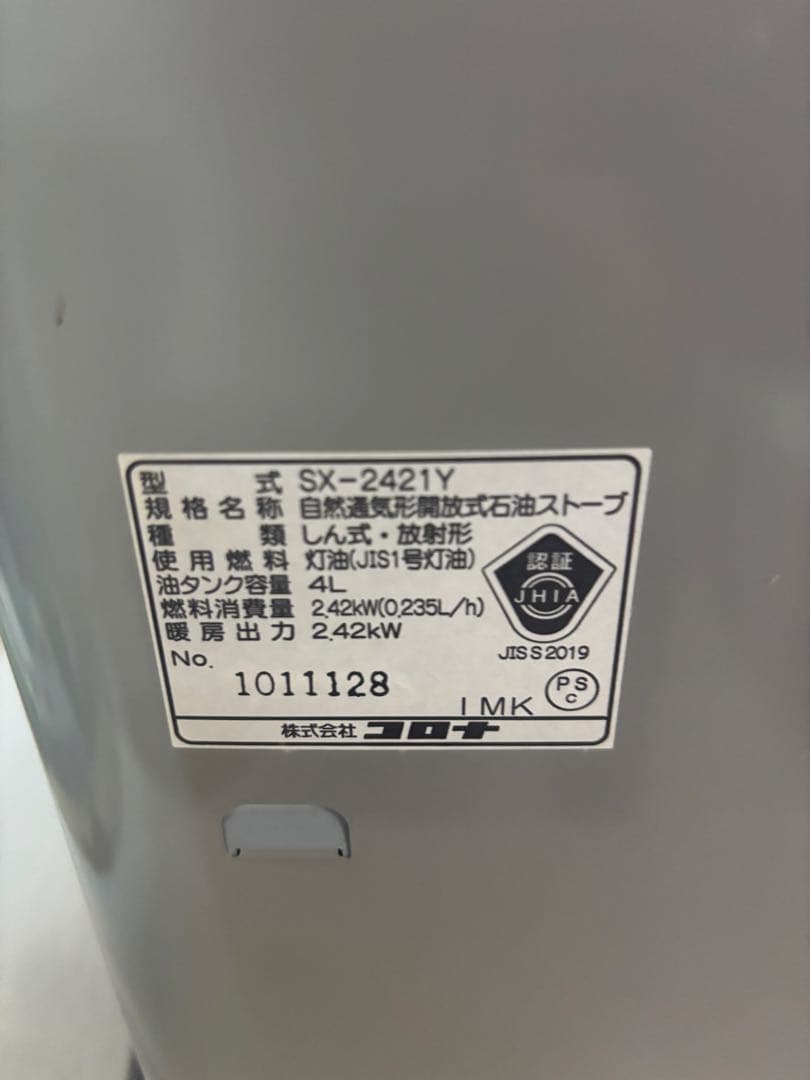 型式 SX-2421Y
規格名称 自然通気形開放式石油ストーブ
種類 しん式・放射形
使用燃料 灯油(JIS1号灯油)
油タンク容量 4L
燃料消費量 2.42kW(0.235L/h)
暖房出力 2.42kW
認証
JHIA
JIS S 2019
No. 1011128
IMK
PS
C
株式会社 コロナ